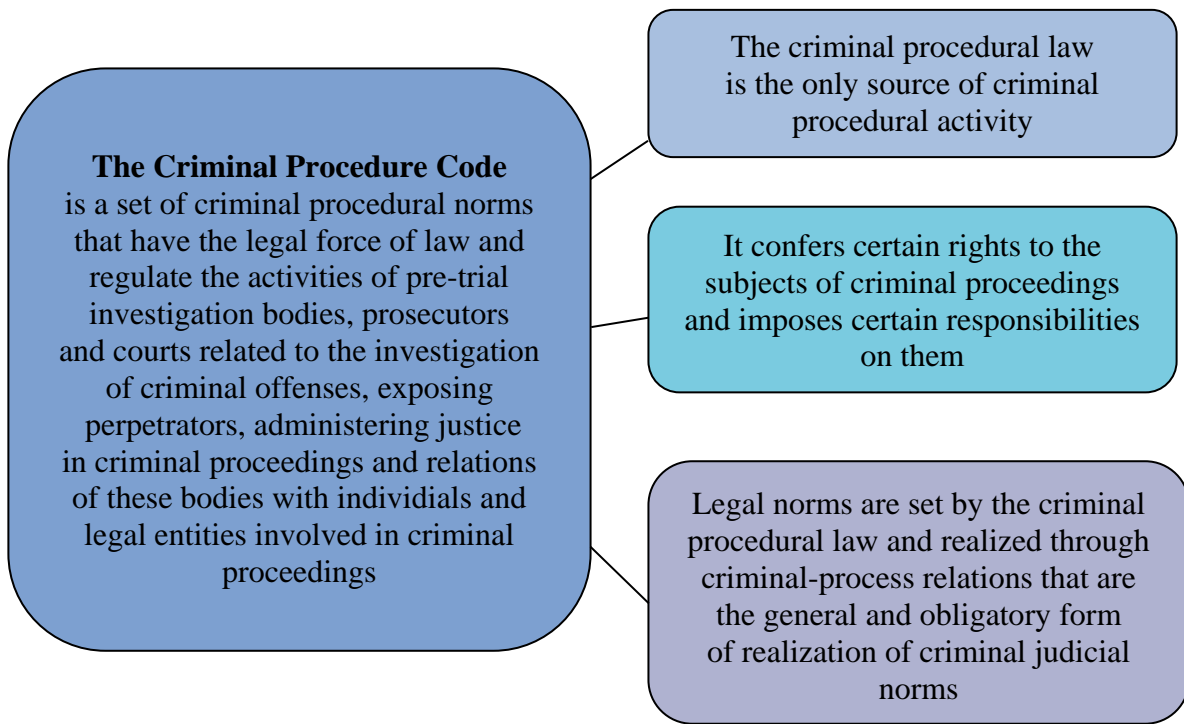 The Criminal Procedure Code
is a set of criminal procedural norms
that have the legal force of law and
regulate the activities of pre-trial
investigation bodies, prosecutors
and courts related to the investigation
of criminal offenses, exposing
perpetrators, administering justice
in criminal proceedings and relations
of these bodies with individials and
legal entities involved in criminal
proceedings
The criminal procedural law
is the only source of criminal
procedural activity
It confers certain rights to the
subjects of criminal proceedings
and imposes certain responsibilities
on them
Legal norms are set by the criminal
procedural law and realized through
criminal-process relations that are
the general and obligatory form
of realization of criminal judicial
norms